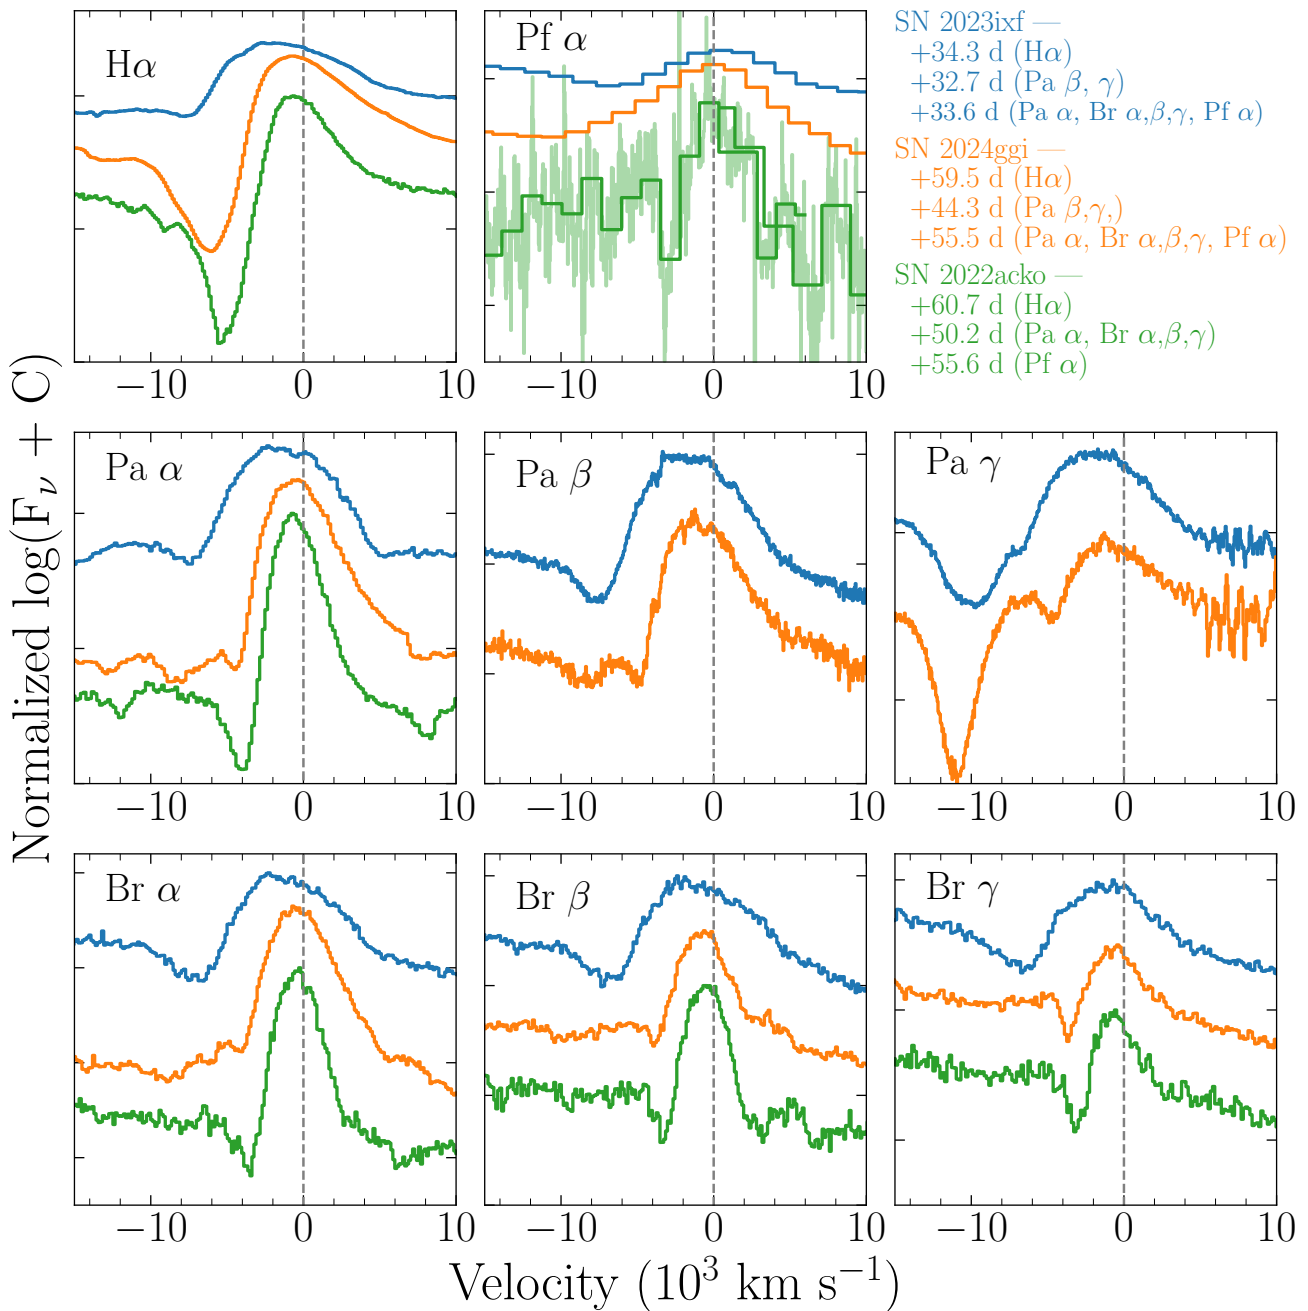 Hα
Pf α
SN 2023ixf —
+34.3 d (Hα)
+32.7 d (Pa β, γ)
+33.6 d (Pa α, Br α,β,γ, Pf α)
SN 2024ggi —
+59.5 d (Hα)
+44.3 d (Pa β,γ,)
+55.5 d (Pa α, Br α,β,γ, Pf α)
SN 2022acko —
+60.7 d (Hα)
+50.2 d (Pa α, Br α,β,γ)
+55.6 d (Pf α)
−10 0 10
−10 0 10
Normalized log(F_ν + C)
Pa α
Pa β
Pa γ
−10 0 10
−10 0 10
−10 0 10
Br α
Br β
Br γ
−10 0 10
−10 0 10
−10 0 10
Velocity (10³ km s⁻¹)